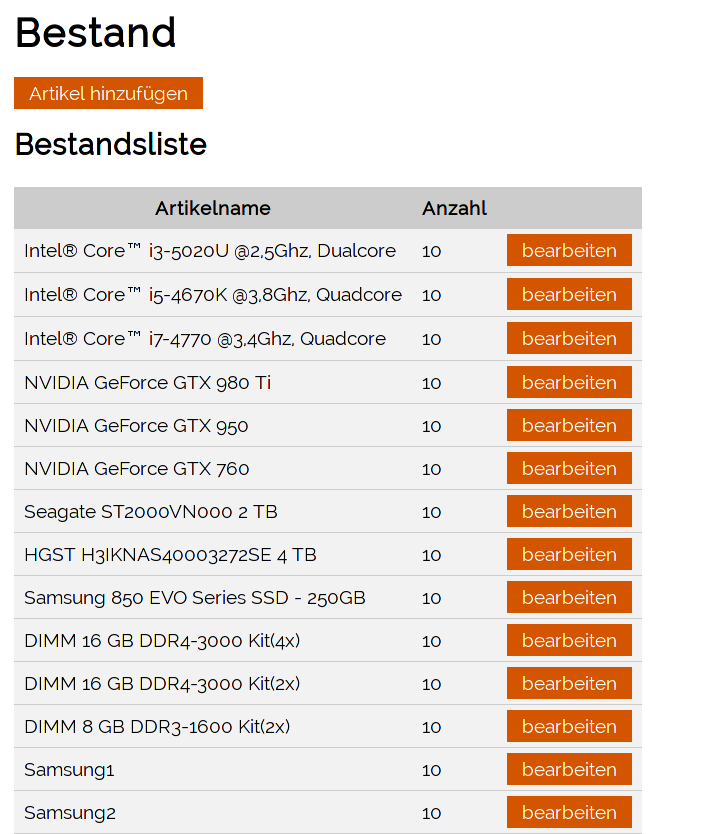 Bestand
Artikel hinzufügen
Bestandsliste
Artikelname Anzahl
Intel® Core™ i3-5020U @2,5Ghz, Dualcore 10 bearbeiten
Intel® Core™ i5-4670K @3,8Ghz, Quadcore 10 bearbeiten
Intel® Core™ i7-4770 @3,4Ghz, Quadcore 10 bearbeiten
NVIDIA GeForce GTX 980 Ti 10 bearbeiten
NVIDIA GeForce GTX 950 10 bearbeiten
NVIDIA GeForce GTX 760 10 bearbeiten
Seagate ST2000VN000 2 TB 10 bearbeiten
HGST H3IKNAS40003272SE 4 TB 10 bearbeiten
Samsung 850 EVO Series SSD - 250GB 10 bearbeiten
DIMM 16 GB DDR4-3000 Kit(4x) 10 bearbeiten
DIMM 16 GB DDR4-3000 Kit(2x) 10 bearbeiten
DIMM 8 GB DDR3-1600 Kit(2x) 10 bearbeiten
Samsung1 10 bearbeiten
Samsung2 10 bearbeiten